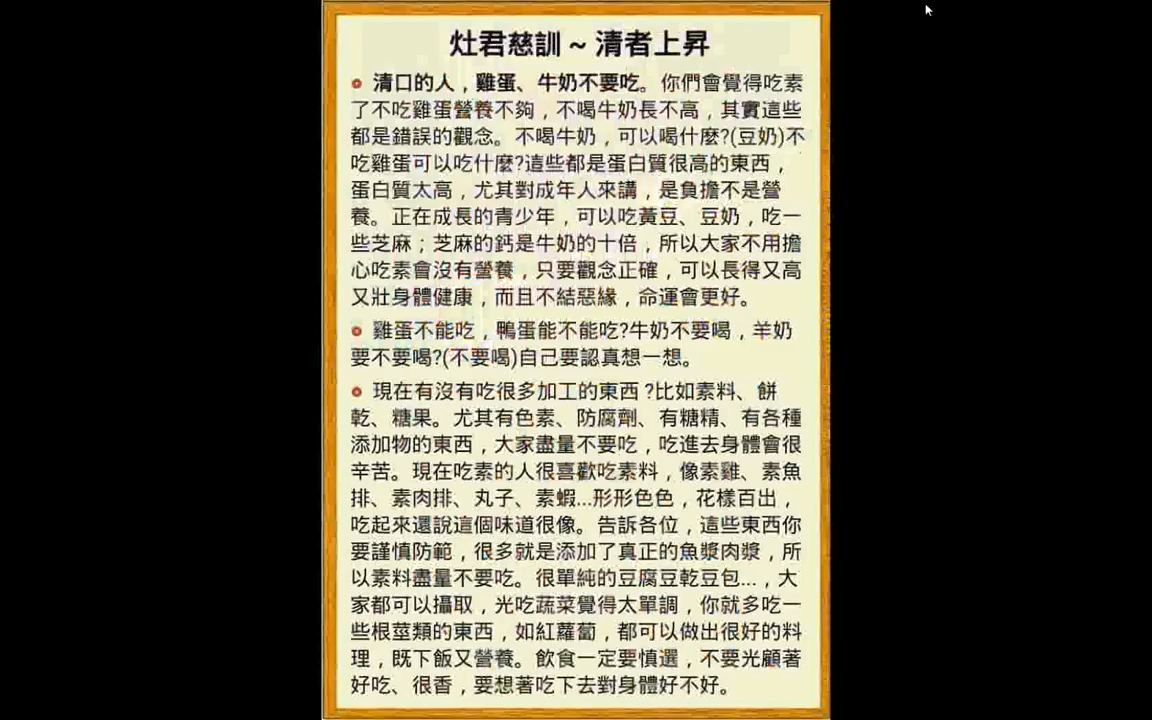 灶君慈訓 ~ 清者上昇
清口的人，雞蛋、牛奶不要吃。你們會覺得吃素
了不吃雞蛋營養不夠，不喝牛奶長不高，其實這些
都是錯誤的觀念。不喝牛奶，可以喝什麼?(豆奶)不
吃雞蛋可以吃什麼?這些都是蛋白質很高的東西，
蛋白質太高，尤其對成年人來講，是負擔不是營
養。正在成長的青少年，可以吃黃豆、豆奶，吃一
些芝麻；芝麻的鈣是牛奶的十倍，所以大家不用擔
心吃素會沒有營養，只要觀念正確，可以長得又高
又壯身體健康，而且不結惡緣，命運會更好。
雞蛋不能吃，鴨蛋能不能吃?牛奶不要喝，羊奶
要不要喝?(不要喝)自己要認真想一想。
現在有沒有吃很多加工的東西?比如素料、餅
乾、糖果。尤其有色素、防腐劑、有糖精、有各種
添加物的東西，大家盡量不要吃，吃進去身體會很
辛苦。現在吃素的人很喜歡吃素料，像素雞、素魚
排、素肉排、丸子、素蝦...形形色色，花樣百出，
吃起來還說這個味道很像。告訴各位，這些東西你
要謹慎防範，很多就是添加了真正的魚漿肉漿，所
以素料盡量不要吃。很單純的豆腐豆乾豆包...，大
家都可以攝取，光吃蔬菜覺得太單調，你就多吃一
些根莖類的東西，如紅蘿蔔，都可以做出很好的料
理，既下飯又營養。飲食一定要慎選，不要光顧著
好吃、很香，要想著吃下去對身體好不好。